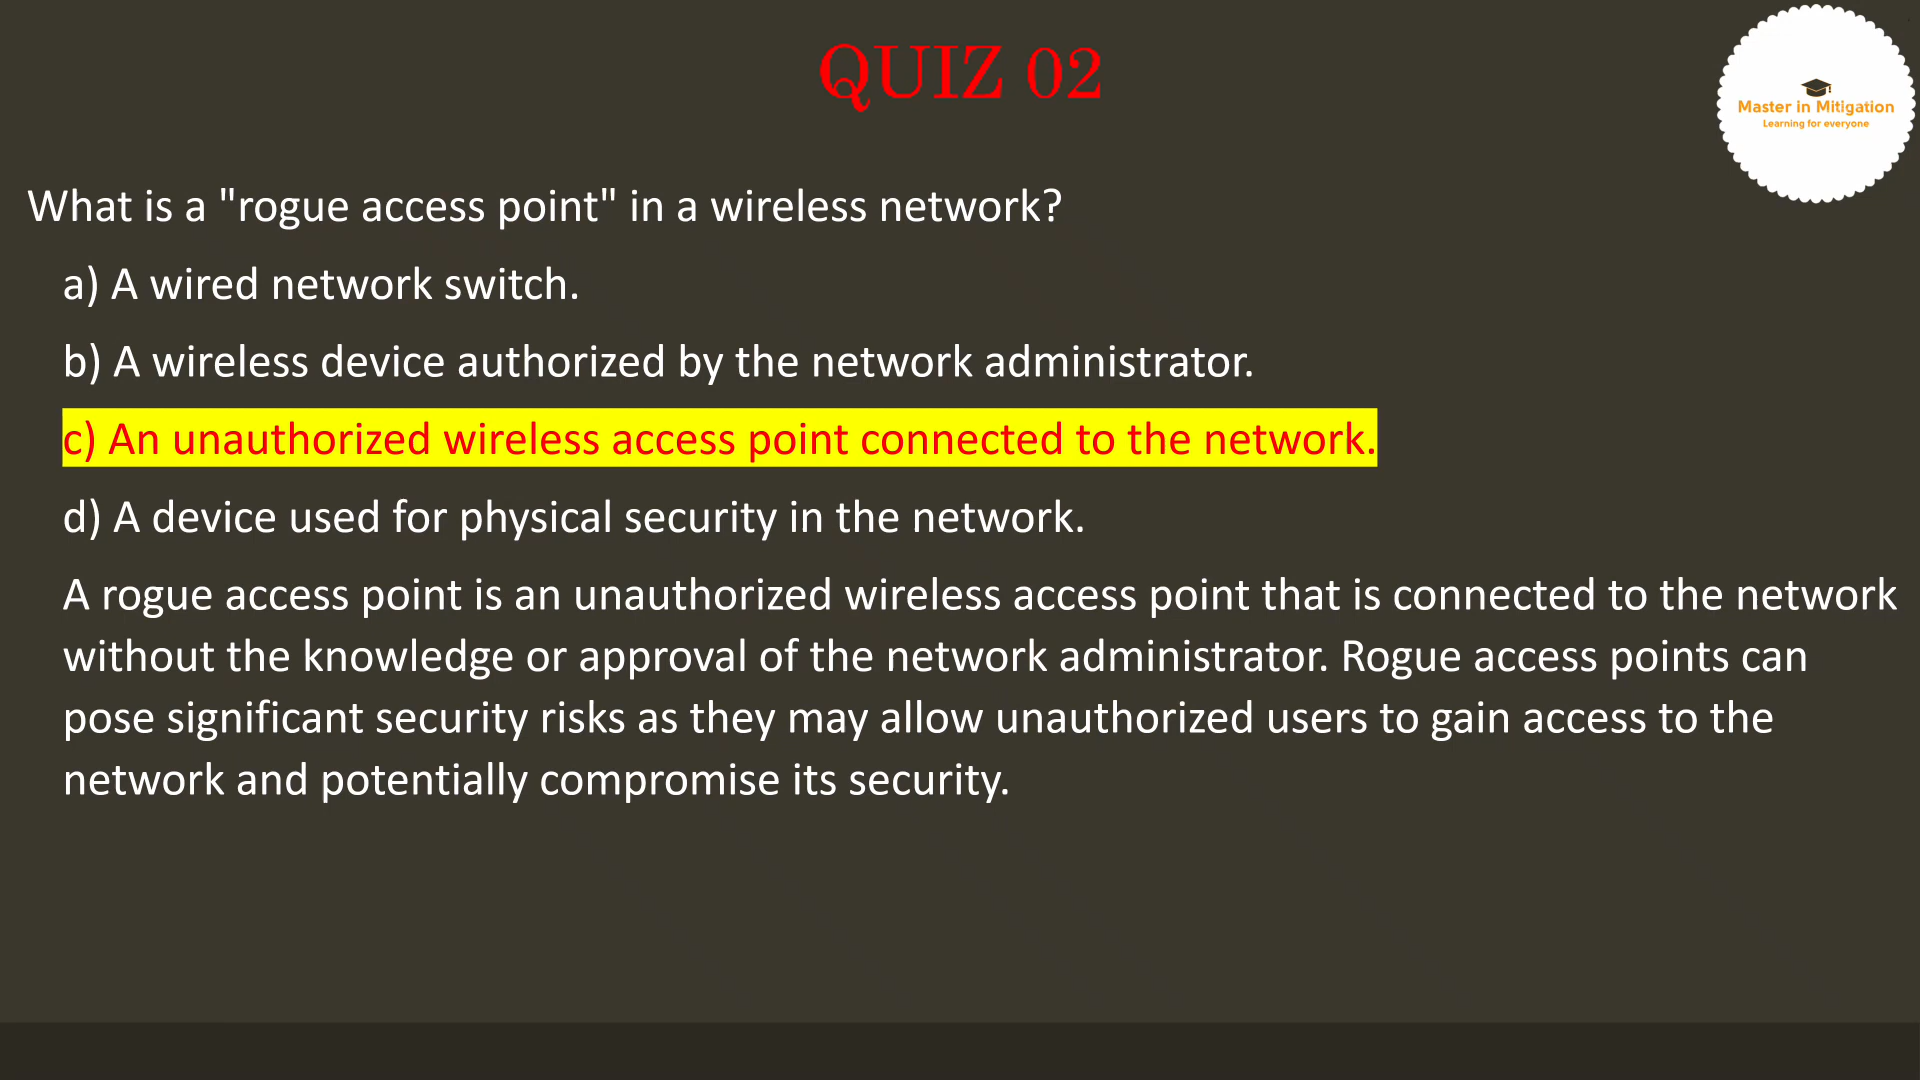 QUIZ 02
Master in Mitigation
Learning for everyone
What is a "rogue access point" in a wireless network?
a) A wired network switch.
b) A wireless device authorized by the network administrator.
c) An unauthorized wireless access point connected to the network.
d) A device used for physical security in the network.
A rogue access point is an unauthorized wireless access point that is connected to the network
without the knowledge or approval of the network administrator. Rogue access points can
pose significant security risks as they may allow unauthorized users to gain access to the
network and potentially compromise its security.